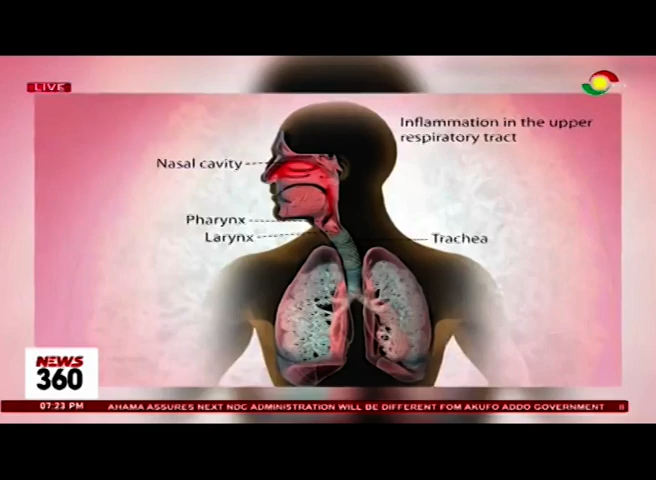 LIVE
Inflammation in the upper
respiratory tract
Nasal cavity
Pharynx
Larynx
Trachea
NEWS
360
07:23 PM AHAMA ASSURES NEXT NDC ADMINISTRATION WILL BE DIFFERENT FOM AKUFO ADDO GOVERNMENT